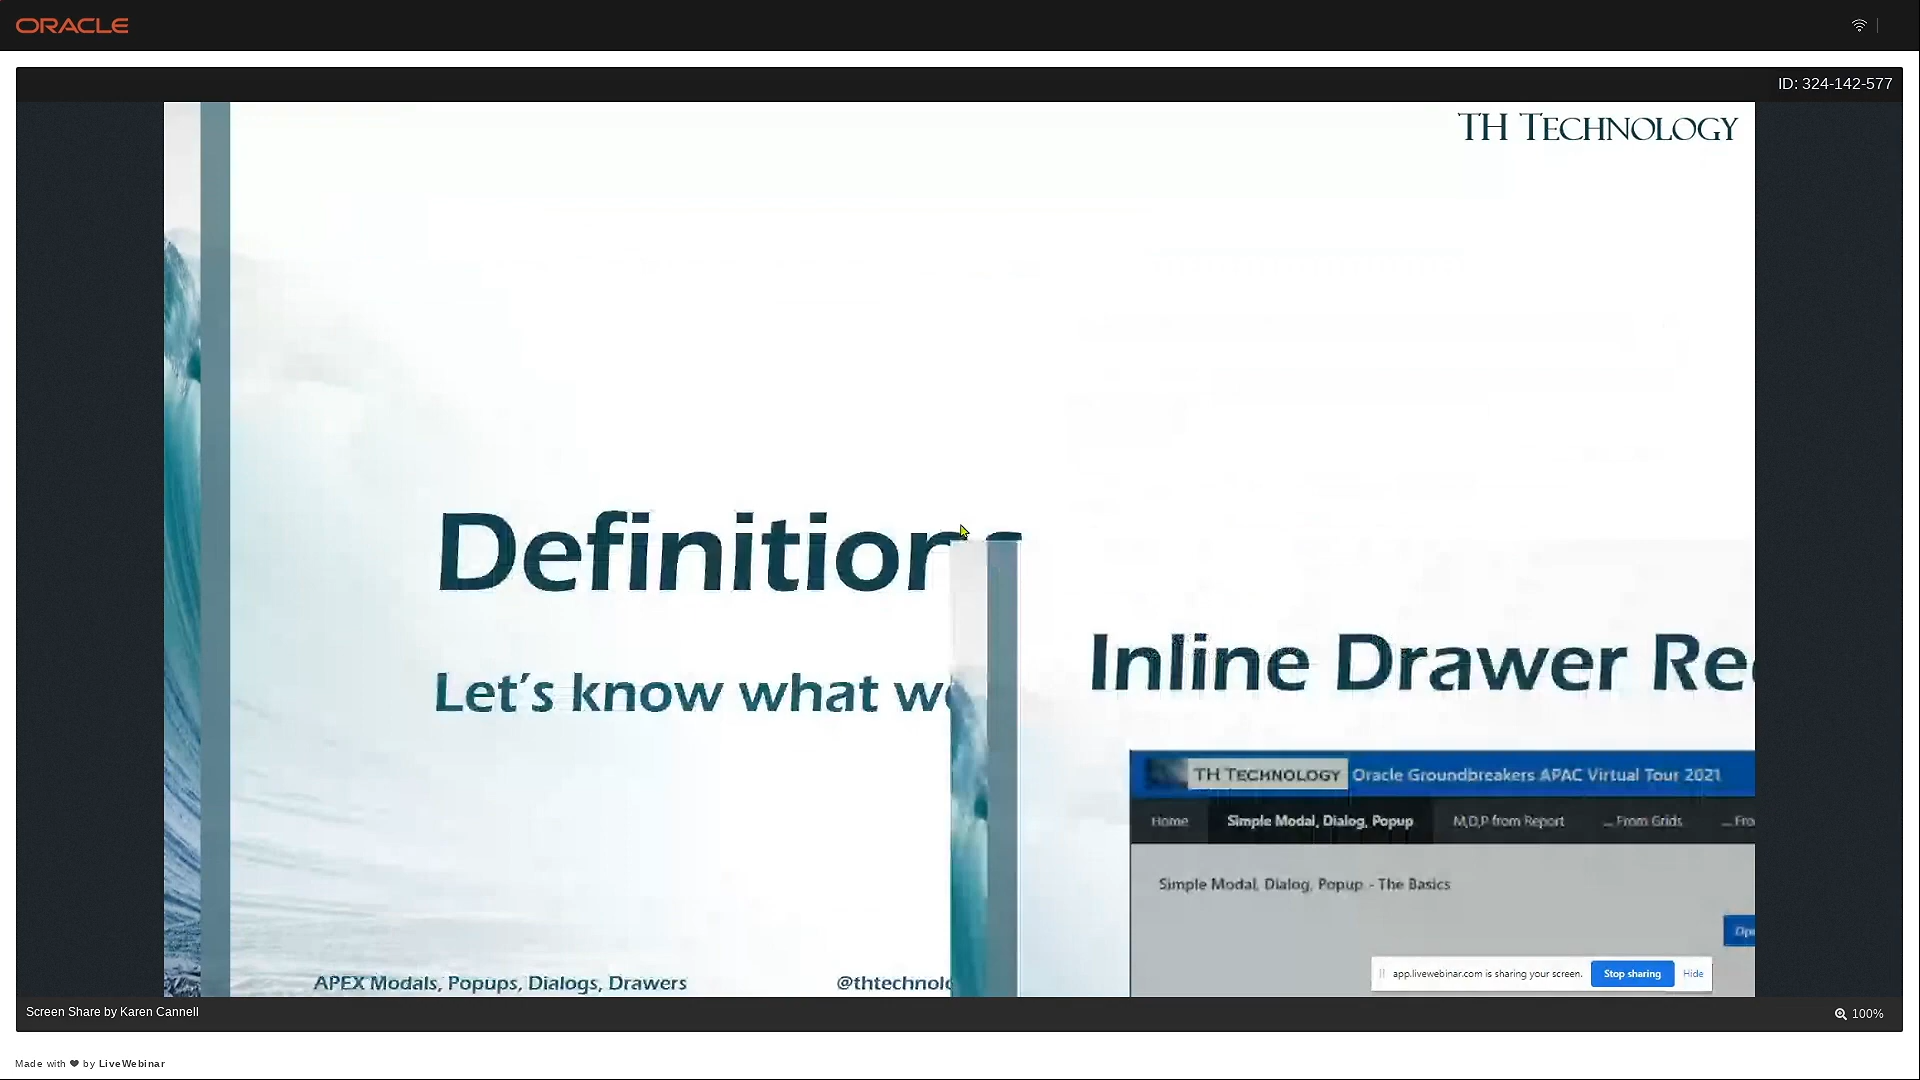 ORACLE
ID: 324-142-577
TH TECHNOLOGY
Definitions
Let's know what we
Inline Drawer
TH TECHNOLOGY Oracle Groundbreakers APAC Virtual Tour 2021
Home Simple Modal, Dialog, Popup M,D,P from Report ... From Grids
Simple Modal, Dialog, Popup - The Basics
app.livewebinar.com is sharing your screen. Stop sharing Hide
APEX Modals, Popups, Dialogs, Drawers
Screen Share by Karen Cannell
100%
Made with ❤ by LiveWebinar